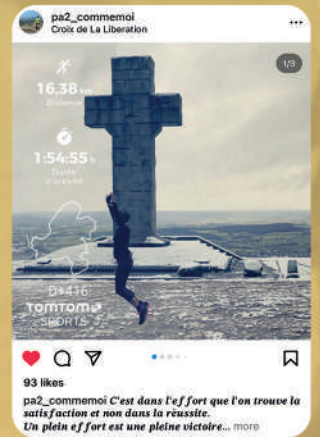 pa2_commemoi
Croix de La Liberation
1/9
16,38 km
Distance
1:54:55 h
Durée
d'activité
D+416
TOMTOM
SPORTS
93 likes
pa2_commemoi C'est dans l'effort que l'on trouve la
satisfaction et non dans la rèussite.
Un plein effort est une pleine victoire... more